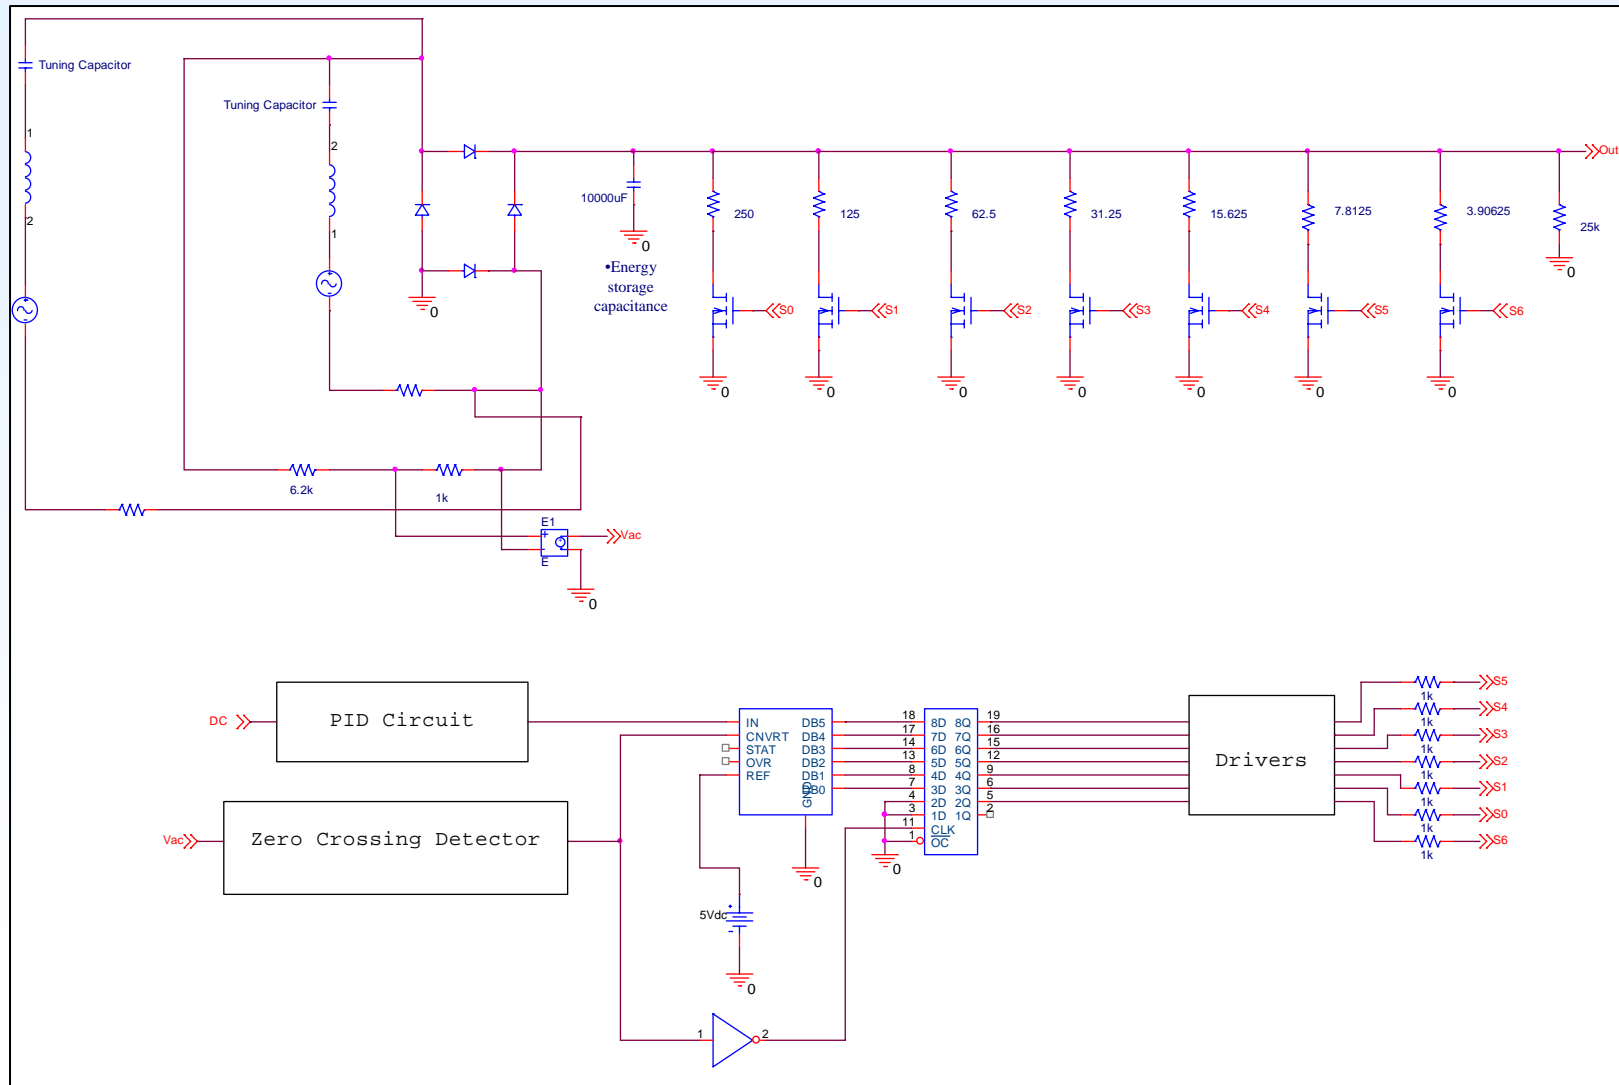 Tuning Capacitor
Tuning Capacitor
1
2
2
1
Out
10000uF
0
•Energy
storage
capacitance
250
125
62.5
31.25
15.625
7.8125
3.90625
25k
0
0
S0
S1
S2
S3
S4
S5
S6
0
0
0
0
0
0
0
6.2k
1k
E1
E
Vac
0
DC
PID Circuit
Vac
Zero Crossing Detector
IN
CNVRT
STAT
OVR
REF
DB5
DB4
DB3
DB2
DB1
DB0
GND
0
5Vdc
0
18
17
14
13
8
7
4
3
11
1
8D
7D
6D
5D
4D
3D
2D
1D
CLK
OC
8Q
7Q
6Q
5Q
4Q
3Q
2Q
1Q
19
16
15
12
9
6
5
2
0
Drivers
1k
S5
1k
S4
1k
S3
1k
S2
1k
S1
1k
S0
1k
S6
1
2